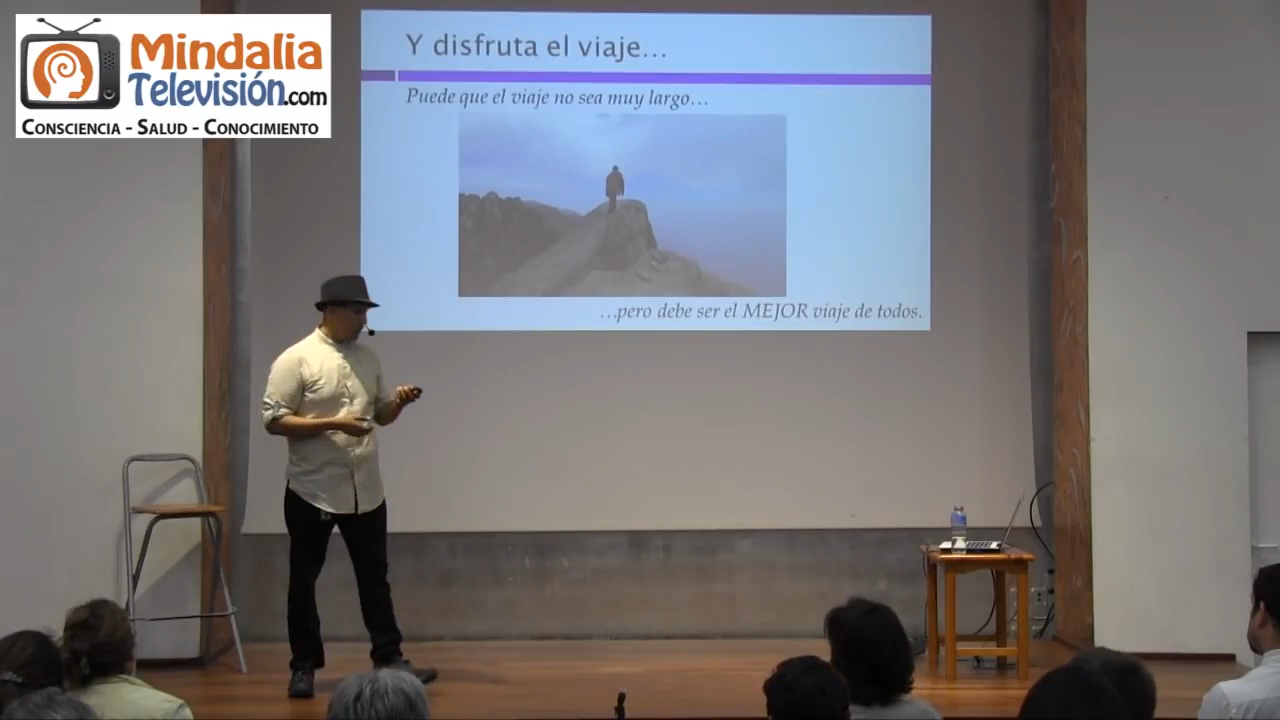 Mindalia
Televisión.com
CONSCIENCIA - SALUD - CONOCIMIENTO
Y disfruta el viaje...
Puede que el viaje no sea muy largo...
...pero debe ser el MEJOR viaje de todos.